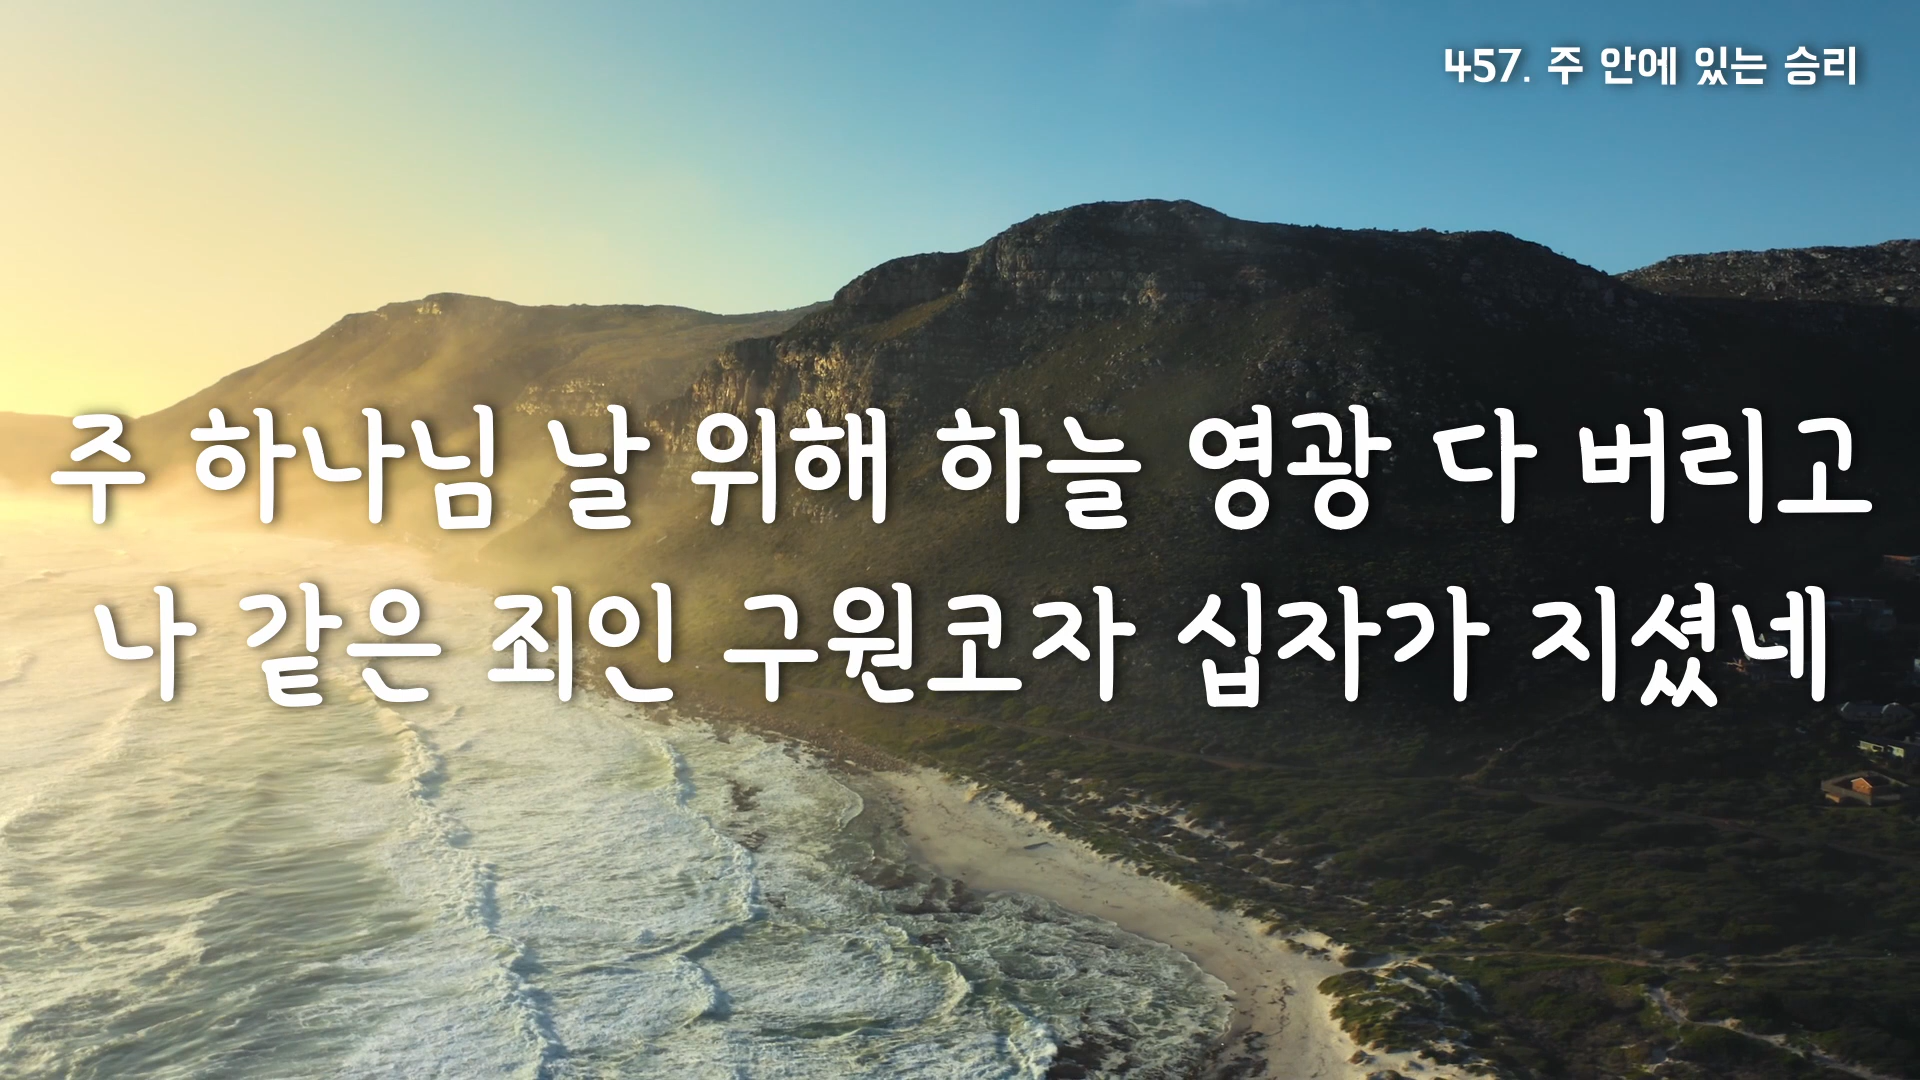 457. 주 안에 있는 승리
주 하나님 날 위해 하늘 영광 다 버리고
나 같은 죄인 구원코자 십자가 지셨네